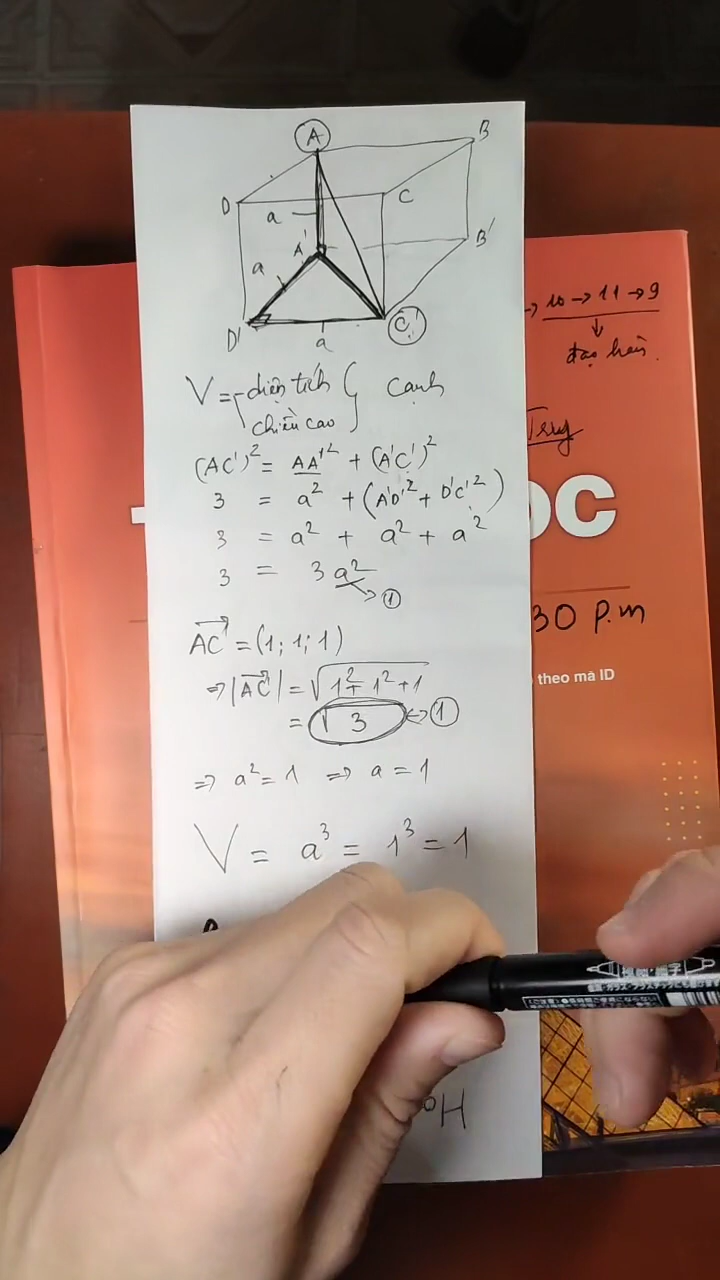 A
B
D
C
a
A'
B'
a
D'
C'
a
V = diện tích
chiều cao
cạnh
(AC')² = AA'² + (A'C')²
3 = a² + (A'D'² + D'C'²)
3 = a² + a² + a²
3 = 3a²
①
AC' = (1; 1; 1)
⇒ |AC'| = √1² + 1² + 1
= √3 ↔ ①
⇒ a² = 1 ⇒ a = 1
V = a³ = 1³ = 1
→ 10 → 11 → 9
đạo hàm.
ỌC
30 p.m
theo mã ID